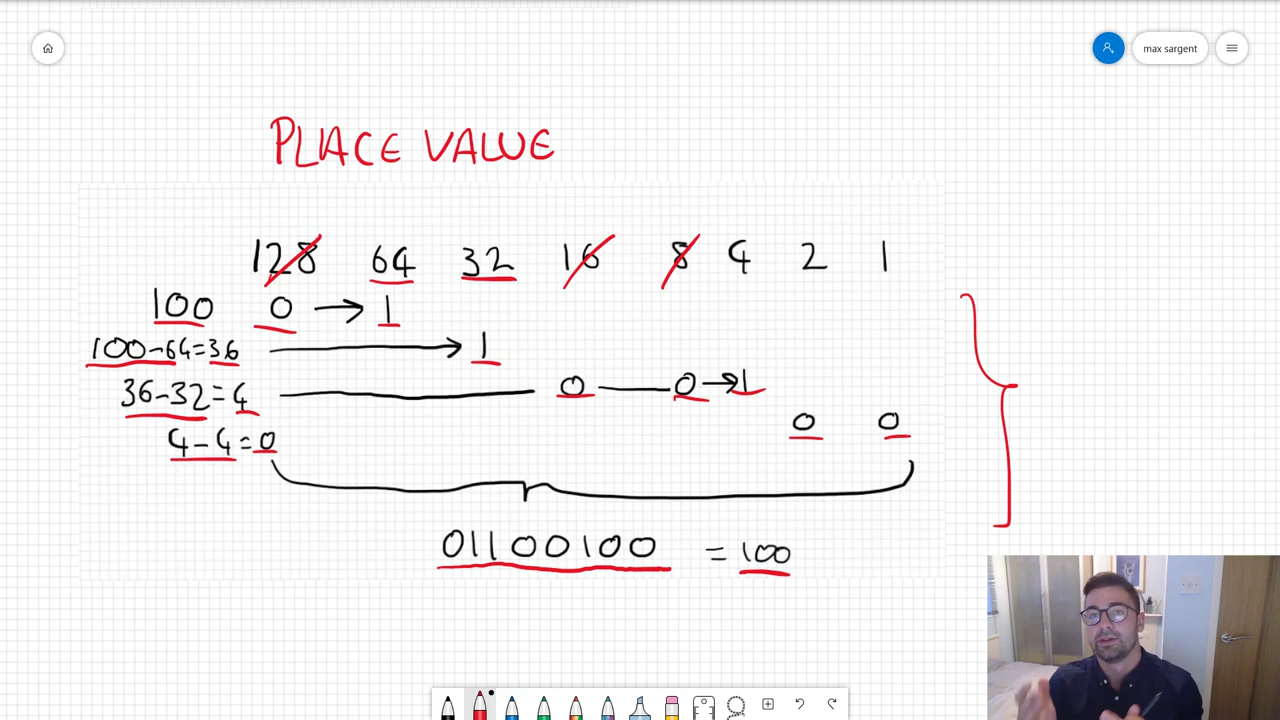 max sargent
PLACE VALUE
128 64 32 16 8 4 2 1
100 0 → 1
100-64=36 → 1
36-32=4 0 0 → 1
4-4=0 0 0
01100100 = 100